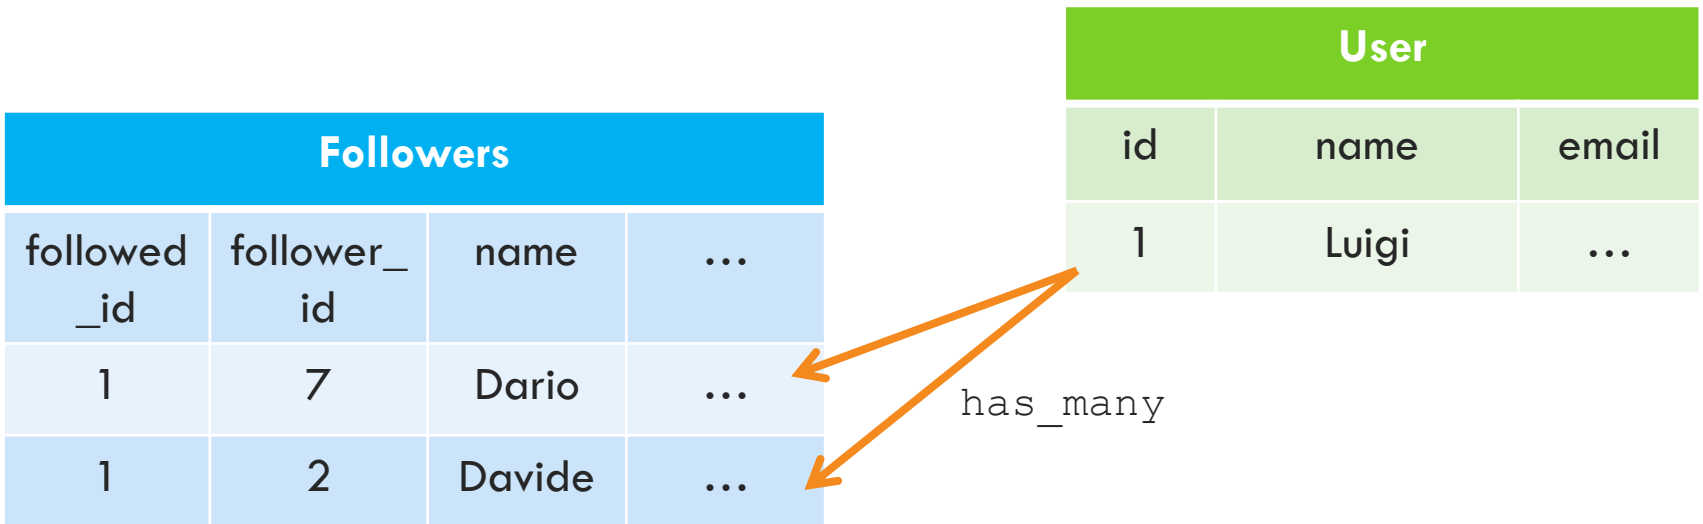 User
id name email
1 Luigi ...
Followers
followed
_id
follower_
id
name
...
1 7 Dario ...
1 2 Davide ...
has_many